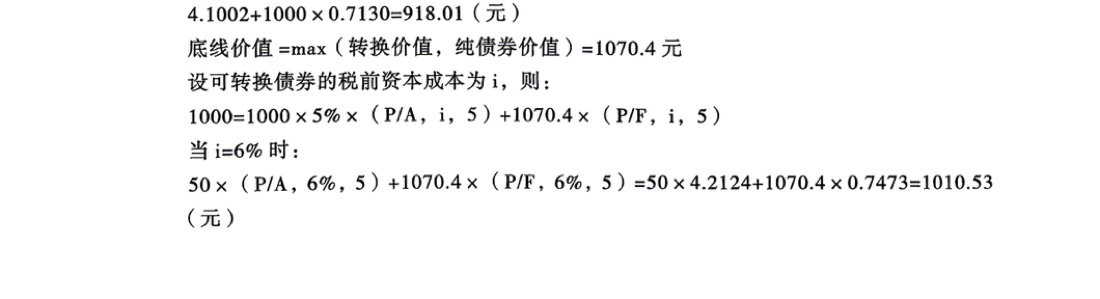 4.1002+1000×0.7130=918.01（元）
底线价值=max（转换价值，纯债券价值）=1070.4 元
设可转换债券的税前资本成本为 i，则：
1000=1000×5%×（P/A，i，5）+1070.4×（P/F，i，5）
当 i=6% 时：
50×（P/A，6%，5）+1070.4×（P/F，6%，5）=50×4.2124+1070.4×0.7473=1010.53
（元）